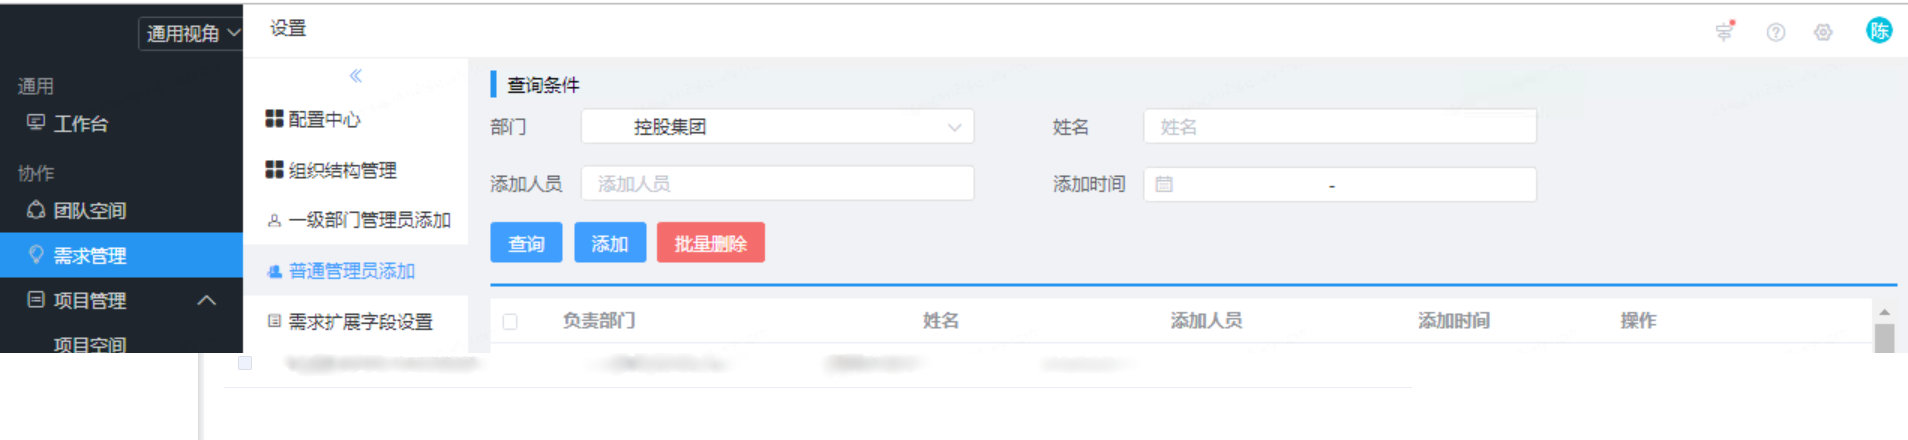 通用视角
设置
陈
通用
工作台
协作
团队空间
需求管理
项目管理
项目空间
配置中心
组织结构管理
一级部门管理员添加
普通管理员添加
需求扩展字段设置
查询条件
部门 控股集团 姓名 姓名
添加人员 添加人员 添加时间 -
查询 添加 批量删除
负责部门 姓名 添加人员 添加时间 操作